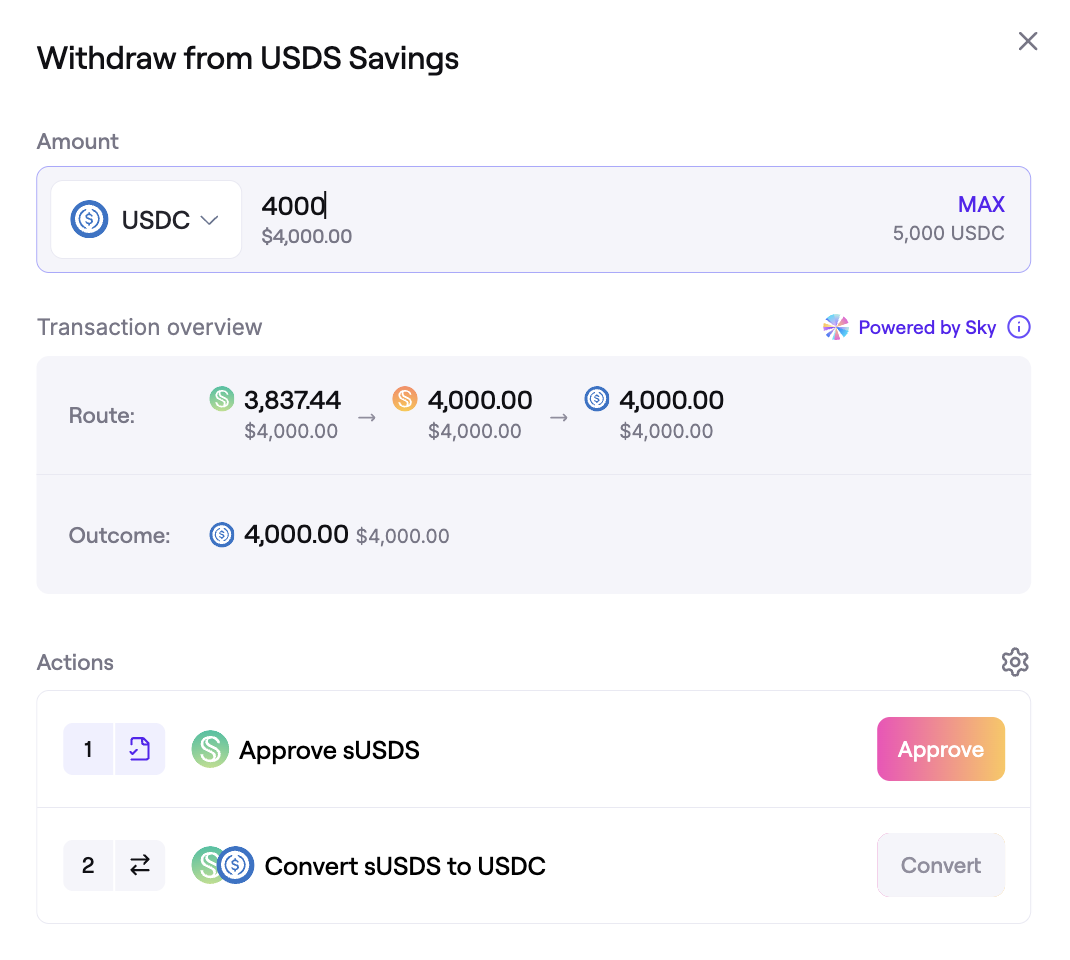 Withdraw from USDS Savings
Amount
USDC 4000 MAX
$4,000.00 5,000 USDC
Transaction overview Powered by Sky
Route: 3,837.44 → 4,000.00 → 4,000.00
$4,000.00 $4,000.00 $4,000.00
Outcome: 4,000.00 $4,000.00
Actions
1 Approve sUSDS Approve
2 Convert sUSDS to USDC Convert